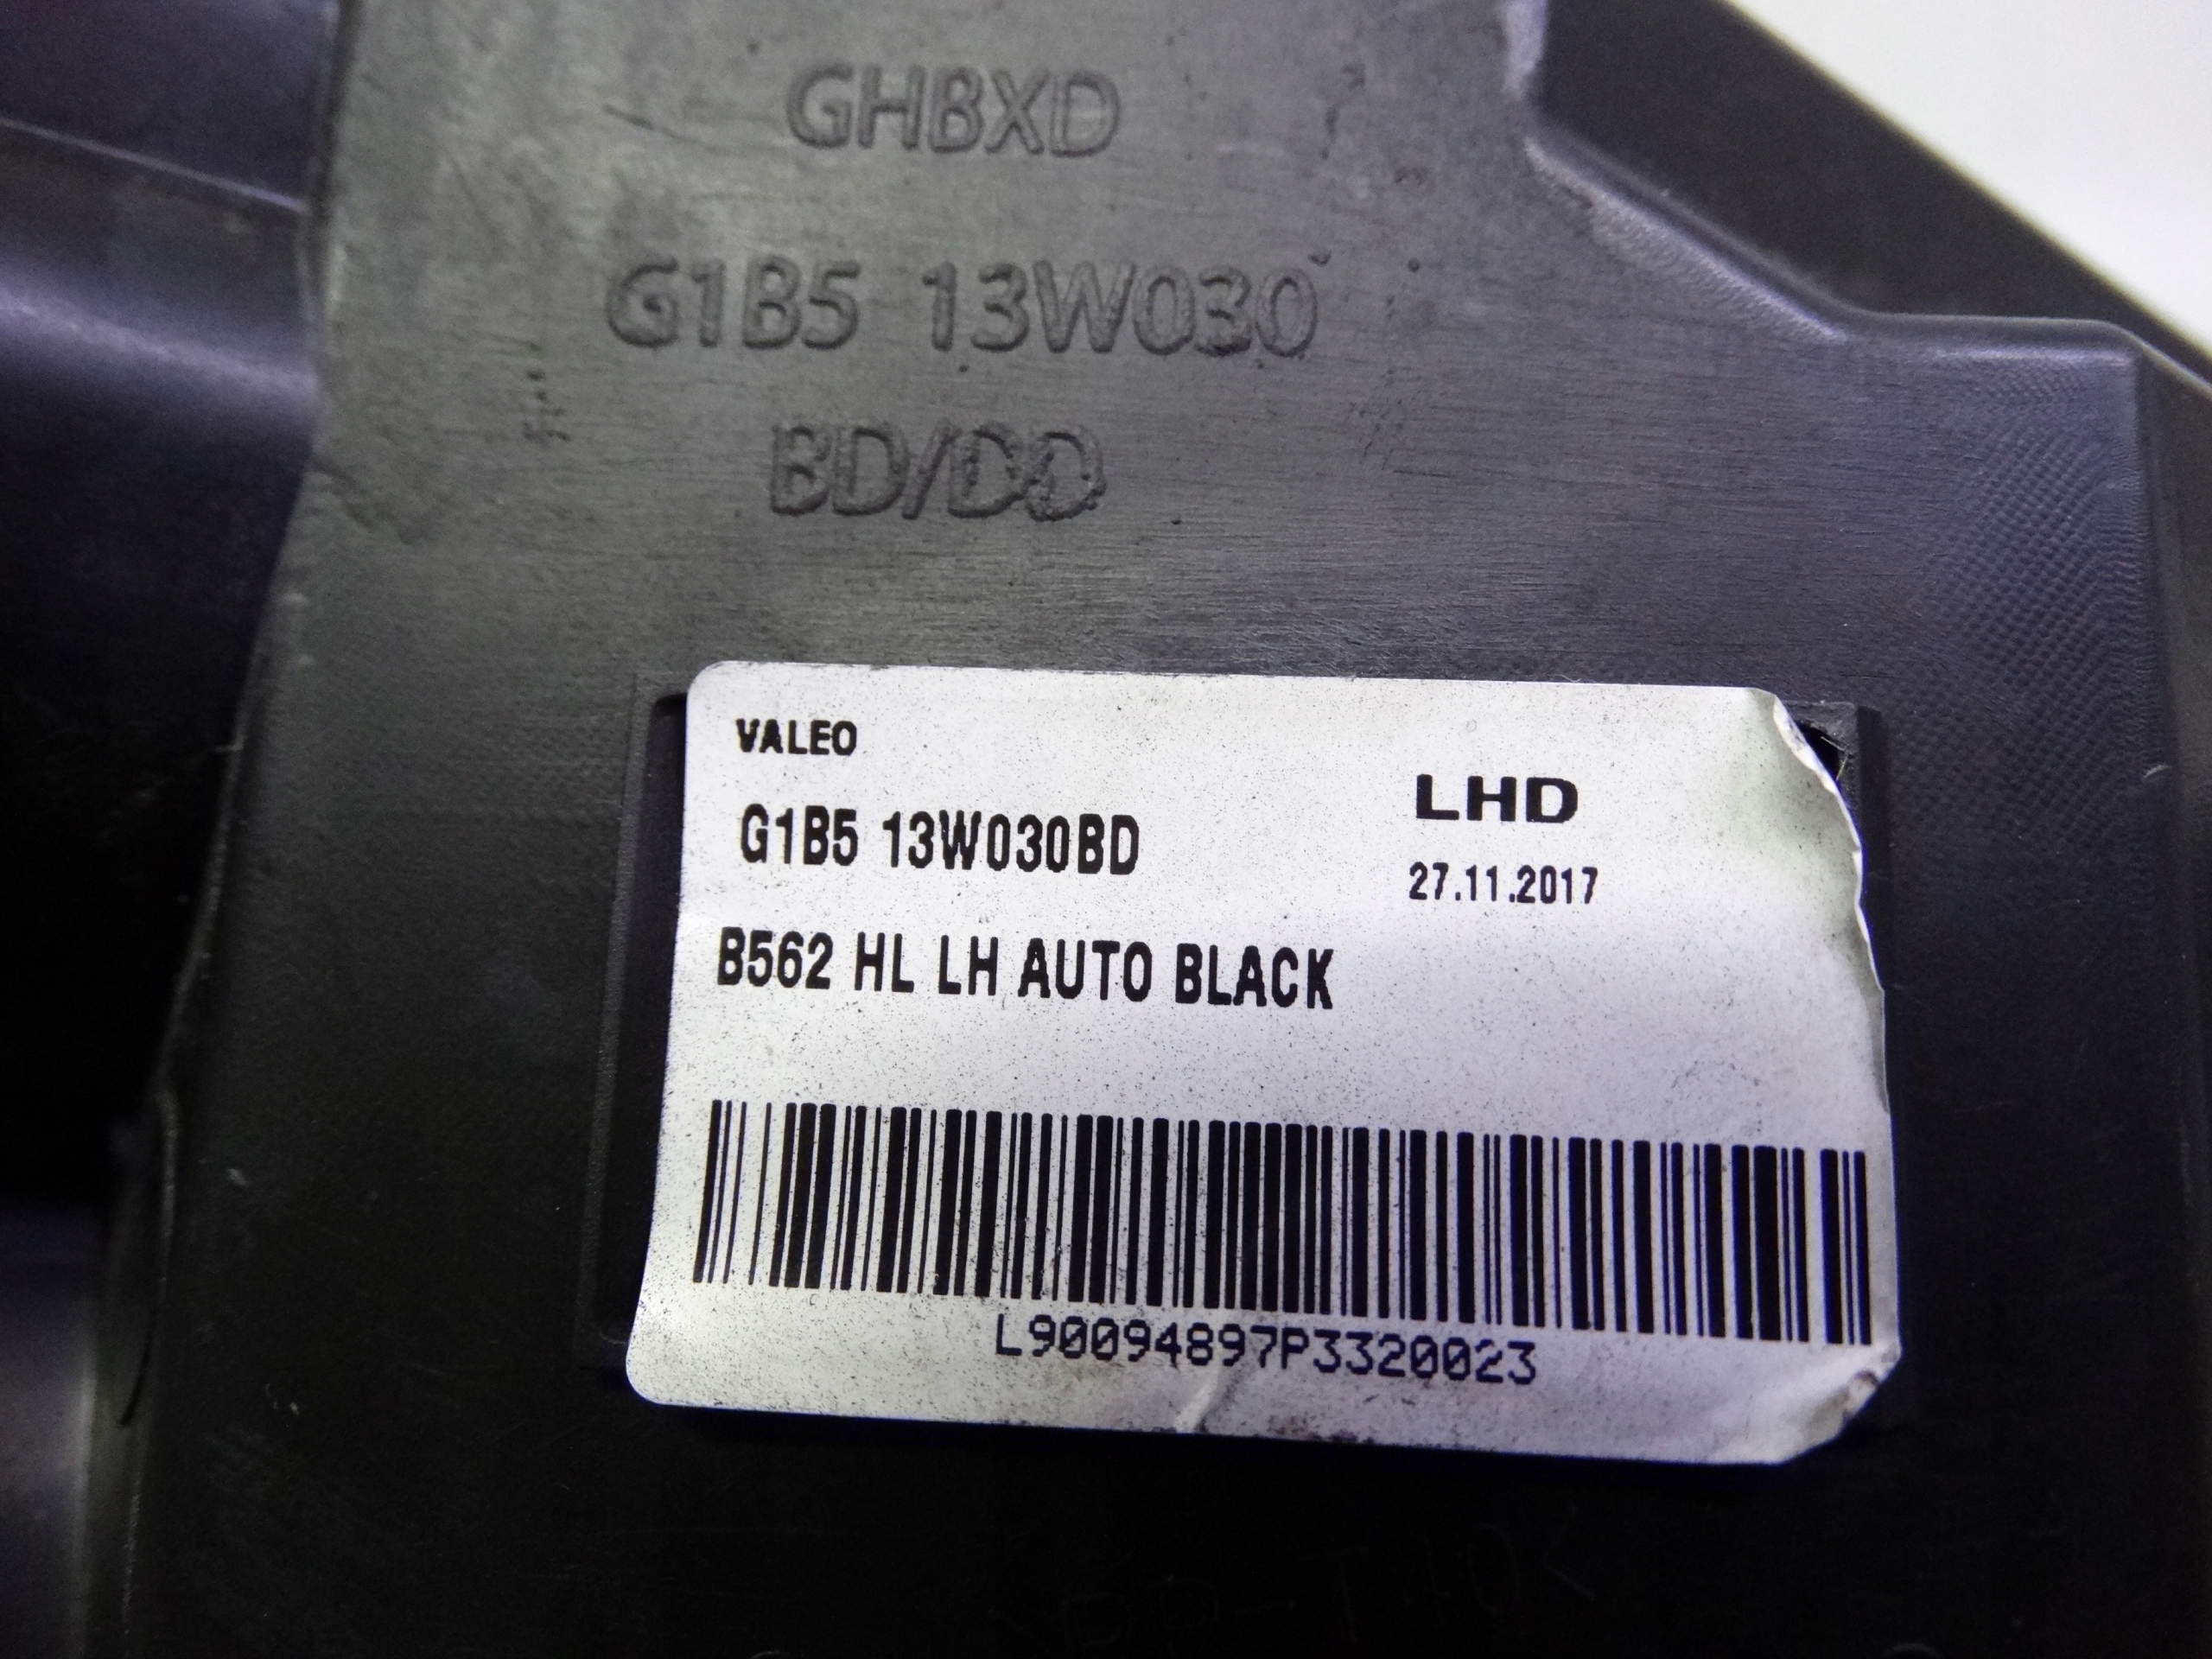 GHBXD
G1B5 13W030
BD/DD
VALEO
LHD
G1B5 13W030BD
27.11.2017
B562 HL LH AUTO BLACK
L90094897P3320023